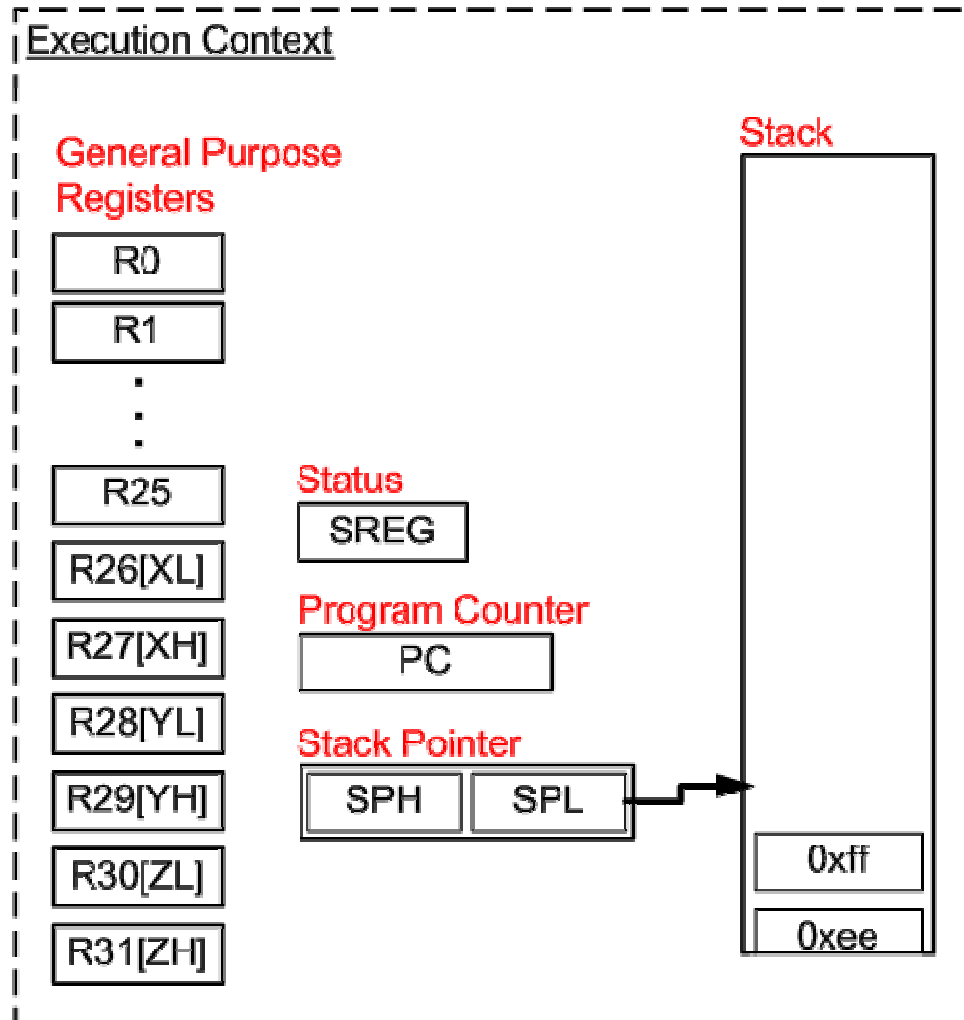 Execution Context
General Purpose
Registers
R0
R1
R25
R26[XL]
R27[XH]
R28[YL]
R29[YH]
R30[ZL]
R31[ZH]
Status
SREG
Program Counter
PC
Stack Pointer
SPH SPL
Stack
0xff
0xee